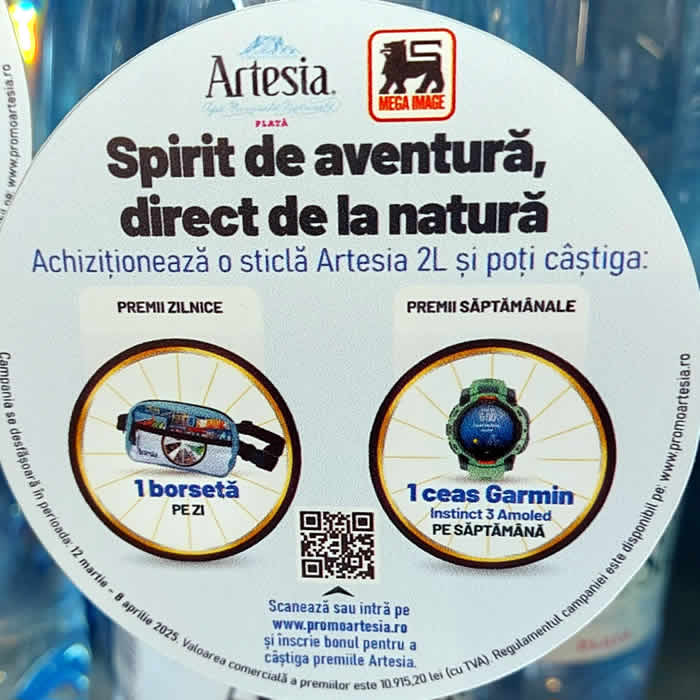 Artesia
PLATĂ
MEGA IMAGE
Spirit de aventură,
direct de la natură
Achiziționează o sticlă Artesia 2L și poți câștiga:
PREMII ZILNICE
1 borsetă
PE ZI
PREMII SĂPTĂMÂNALE
1 ceas Garmin
Instinct 3 Amoled
PE SĂPTĂMÂNĂ
Scanează sau intră pe
www.promoartesia.ro
și înscrie bonul pentru a
câștiga premiile Artesia.
Campania se desfășoară în perioada: 12 martie - 8 aprilie 2025. Valoarea comercială a premiilor este 10.915,20 lei (cu TVA). Regulamentul campaniei este disponibil pe: www.promoartesia.ro
pe: www.promoartesia.ro